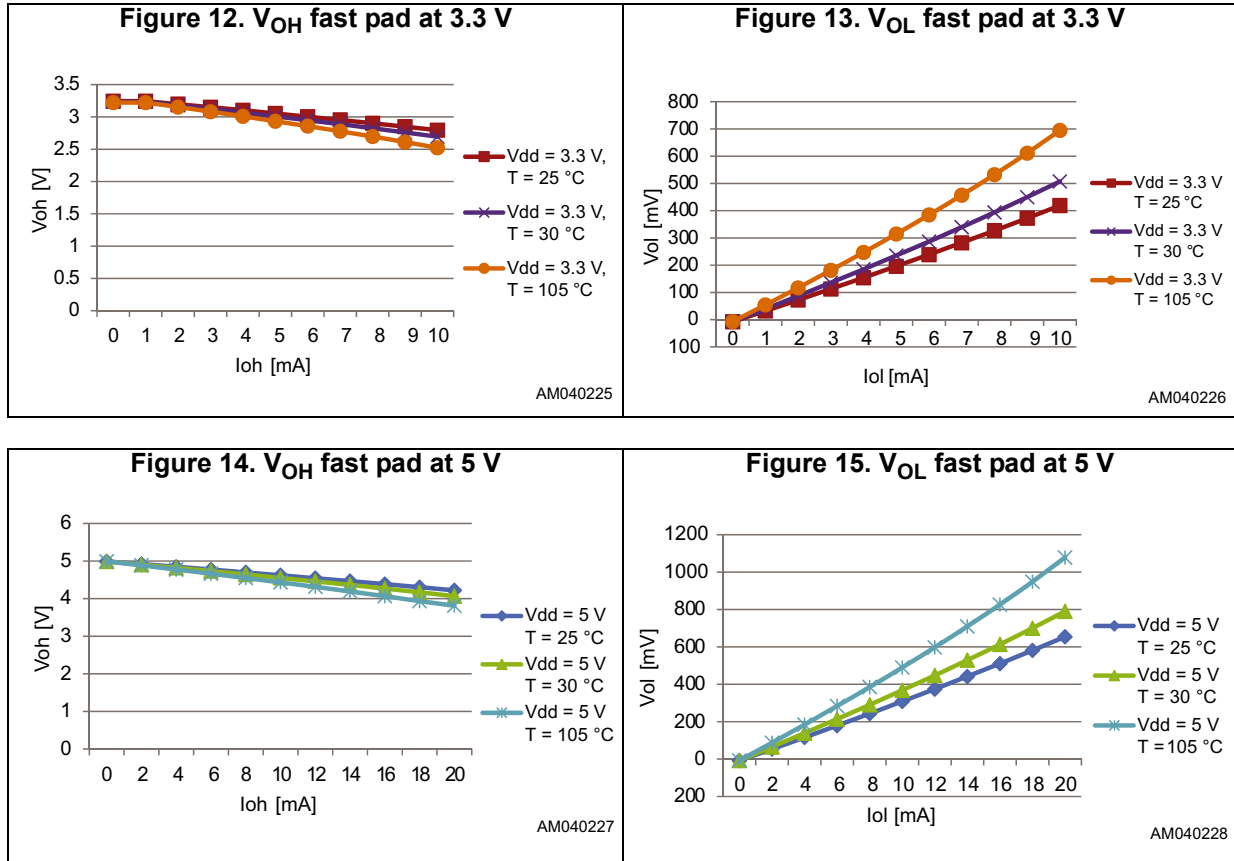 Figure 12. VOH fast pad at 3.3 V
3.5
3
2.5
2
1.5
1
0.5
0
Voh [V]
0 1 2 3 4 5 6 7 8 9 10
Ioh [mA]
Vdd = 3.3 V,
T = 25 °C
Vdd = 3.3 V,
T = 30 °C
Vdd = 3.3 V,
T = 105 °C
AM040225
Figure 13. VOL fast pad at 3.3 V
800
700
600
500
400
300
200
100
0
100
Vol [mV]
0 1 2 3 4 5 6 7 8 9 10
Iol [mA]
Vdd = 3.3 V
T = 25 °C
Vdd = 3.3 V
T = 30 °C
Vdd = 3.3 V
T = 105 °C
AM040226
Figure 14. VOH fast pad at 5 V
6
5
4
3
2
1
0
Voh [V]
0 2 4 6 8 10 12 14 16 18 20
Ioh [mA]
Vdd = 5 V
T = 25 °C
Vdd = 5 V
T = 30 °C
Vdd = 5 V
T = 105 °C
AM040227
Figure 15. VOL fast pad at 5 V
1200
1000
800
600
400
200
0
200
Vol [mV]
0 2 4 6 8 10 12 14 16 18 20
Iol [mA]
Vdd = 5 V
T = 25 °C
Vdd = 5 V
T = 30 °C
Vdd = 5 V
T =105 °C
AM040228